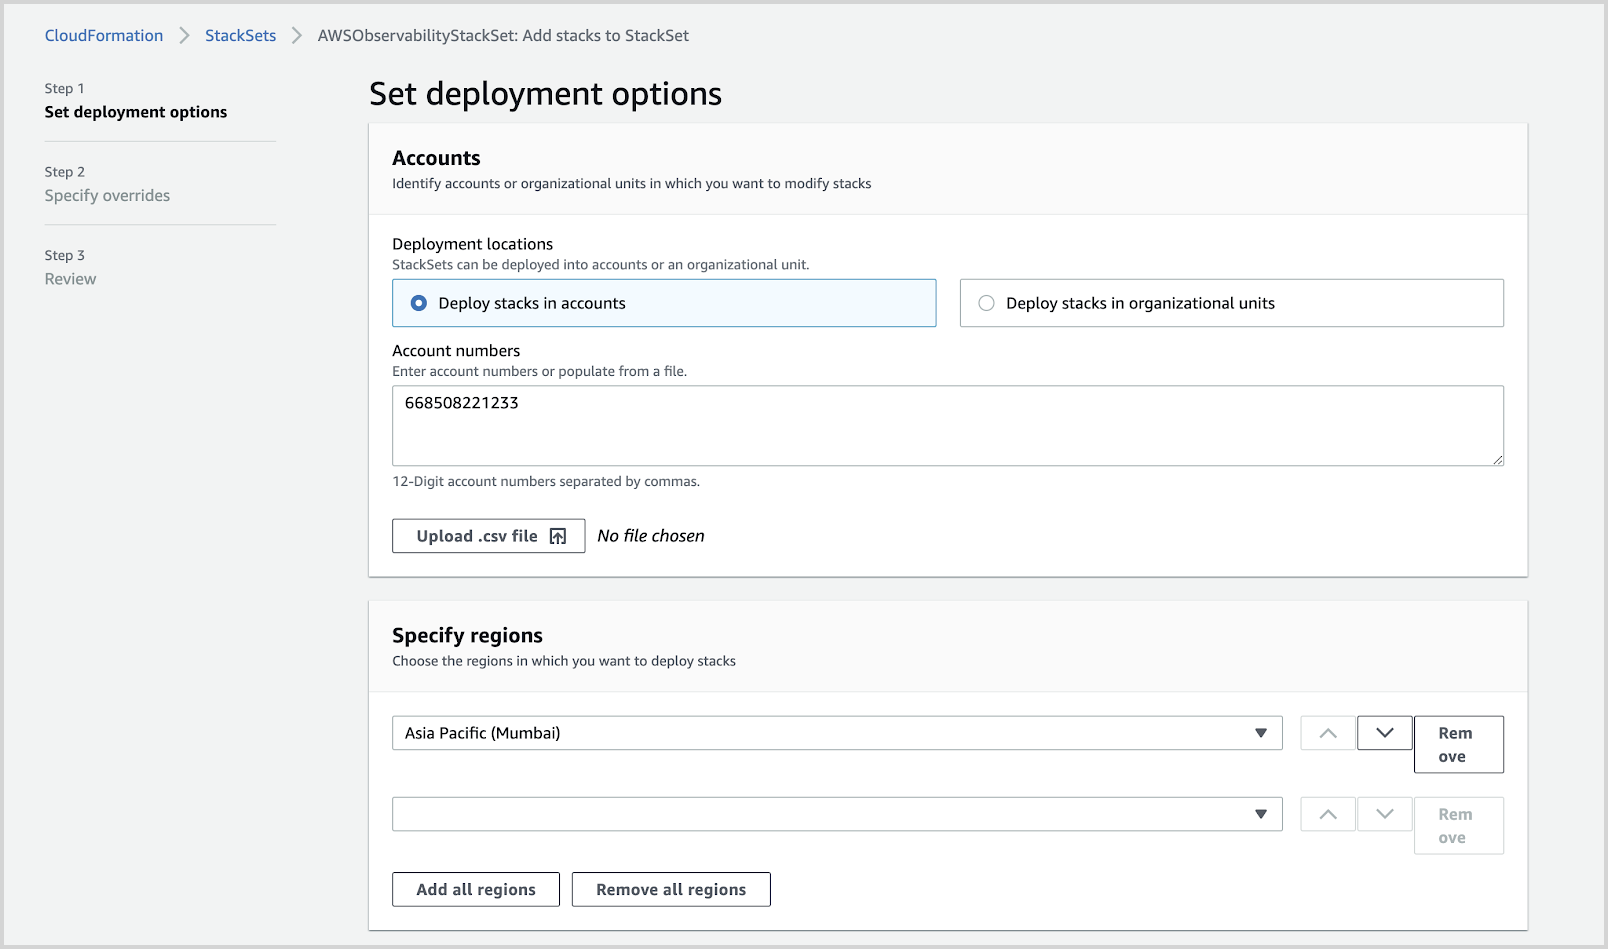 CloudFormation > StackSets > AWSObservabilityStackSet: Add stacks to StackSet
Step 1
Set deployment options
Step 2
Specify overrides
Step 3
Review
Set deployment options
Accounts
Identify accounts or organizational units in which you want to modify stacks
Deployment locations
StackSets can be deployed into accounts or an organizational unit.
Deploy stacks in accounts
Deploy stacks in organizational units
Account numbers
Enter account numbers or populate from a file.
668508221233
12-Digit account numbers separated by commas.
Upload .csv file
No file chosen
Specify regions
Choose the regions in which you want to deploy stacks
Asia Pacific (Mumbai)
Rem
ove
Rem
ove
Add all regions
Remove all regions